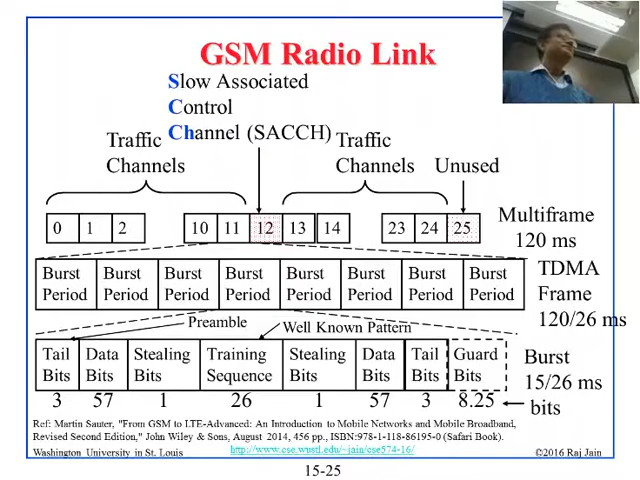 GSM Radio Link
Slow Associated
Control
Channel (SACCH)
Traffic
Channels
Traffic
Channels
Unused
0 1 2 10 11 12 13 14 23 24 25
Multiframe
120 ms
Burst Period Burst Period Burst Period Burst Period Burst Period Burst Period Burst Period Burst Period
TDMA
Frame
120/26 ms
Preamble
Well Known Pattern
Tail Bits Data Bits Stealing Bits Training Sequence Stealing Bits Data Bits Tail Bits Guard Bits
Burst
15/26 ms
3 57 1 26 1 57 3 8.25 bits
Ref: Martin Sauter, "From GSM to LTE-Advanced: An Introduction to Mobile Networks and Mobile Broadband,
Revised Second Edition," John Wiley & Sons, August 2014, 456 pp., ISBN:978-1-118-86195-0 (Safari Book).
Washington University in St. Louis
http://www.cse.wustl.edu/~jain/cse574-16/
©2016 Raj Jain
15-25